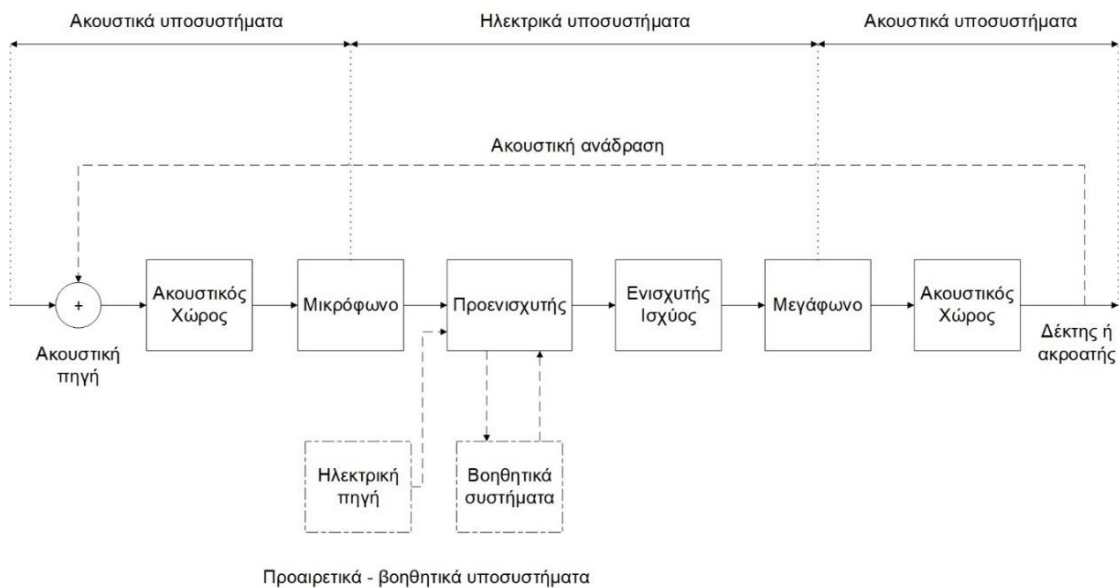 Ακουστικά υποσυστήματα
Ηλεκτρικά υποσυστήματα
Ακουστικά υποσυστήματα
Ακουστική ανάδραση
+
Ακουστική
πηγή
Ακουστικός
Χώρος
Μικρόφωνο
Προενισχυτής
Ενισχυτής
Ισχύος
Μεγάφωνο
Ακουστικός
Χώρος
Δέκτης ή
ακροατής
Ηλεκτρική
πηγή
Βοηθητικά
συστήματα
Προαιρετικά - βοηθητικά υποσυστήματα